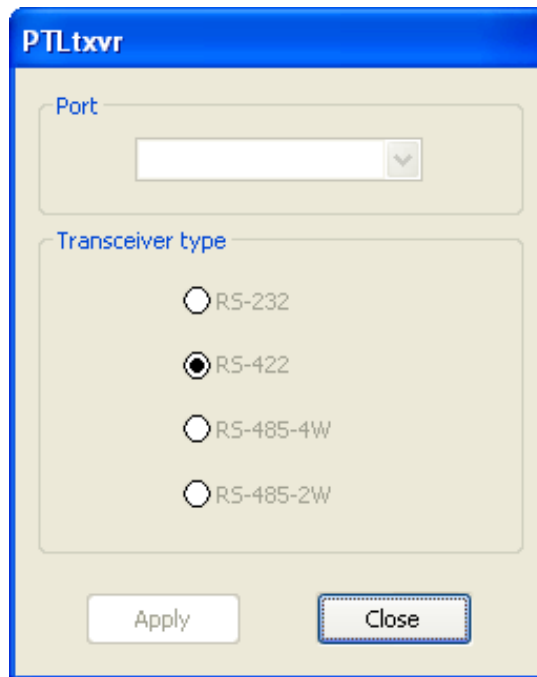 PTLtxvr
Port
Transceiver type
RS-232
RS-422
RS-485-4W
RS-485-2W
Apply
Close